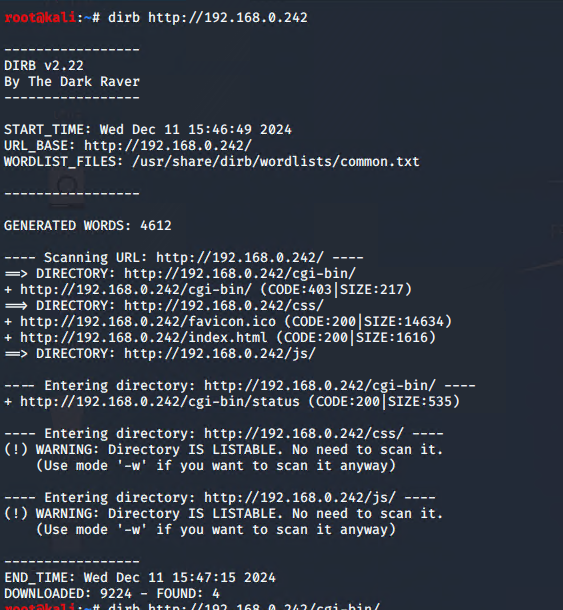 root@kali:~# dirb http://192.168.0.242
-----------------
DIRB v2.22
By The Dark Raver
-----------------
START_TIME: Wed Dec 11 15:46:49 2024
URL_BASE: http://192.168.0.242/
WORDLIST_FILES: /usr/share/dirb/wordlists/common.txt
-----------------
GENERATED WORDS: 4612
---- Scanning URL: http://192.168.0.242/ ----
==> DIRECTORY: http://192.168.0.242/cgi-bin/
+ http://192.168.0.242/cgi-bin/ (CODE:403|SIZE:217)
==> DIRECTORY: http://192.168.0.242/css/
+ http://192.168.0.242/favicon.ico (CODE:200|SIZE:14634)
+ http://192.168.0.242/index.html (CODE:200|SIZE:1616)
==> DIRECTORY: http://192.168.0.242/js/
---- Entering directory: http://192.168.0.242/cgi-bin/ ----
+ http://192.168.0.242/cgi-bin/status (CODE:200|SIZE:535)
---- Entering directory: http://192.168.0.242/css/ ----
(!) WARNING: Directory IS LISTABLE. No need to scan it.
(Use mode '-w' if you want to scan it anyway)
---- Entering directory: http://192.168.0.242/js/ ----
(!) WARNING: Directory IS LISTABLE. No need to scan it.
(Use mode '-w' if you want to scan it anyway)
-----------------
END_TIME: Wed Dec 11 15:47:15 2024
DOWNLOADED: 9224 - FOUND: 4
root@kali:~# dirb http://192.168.0.242/cgi-bin/